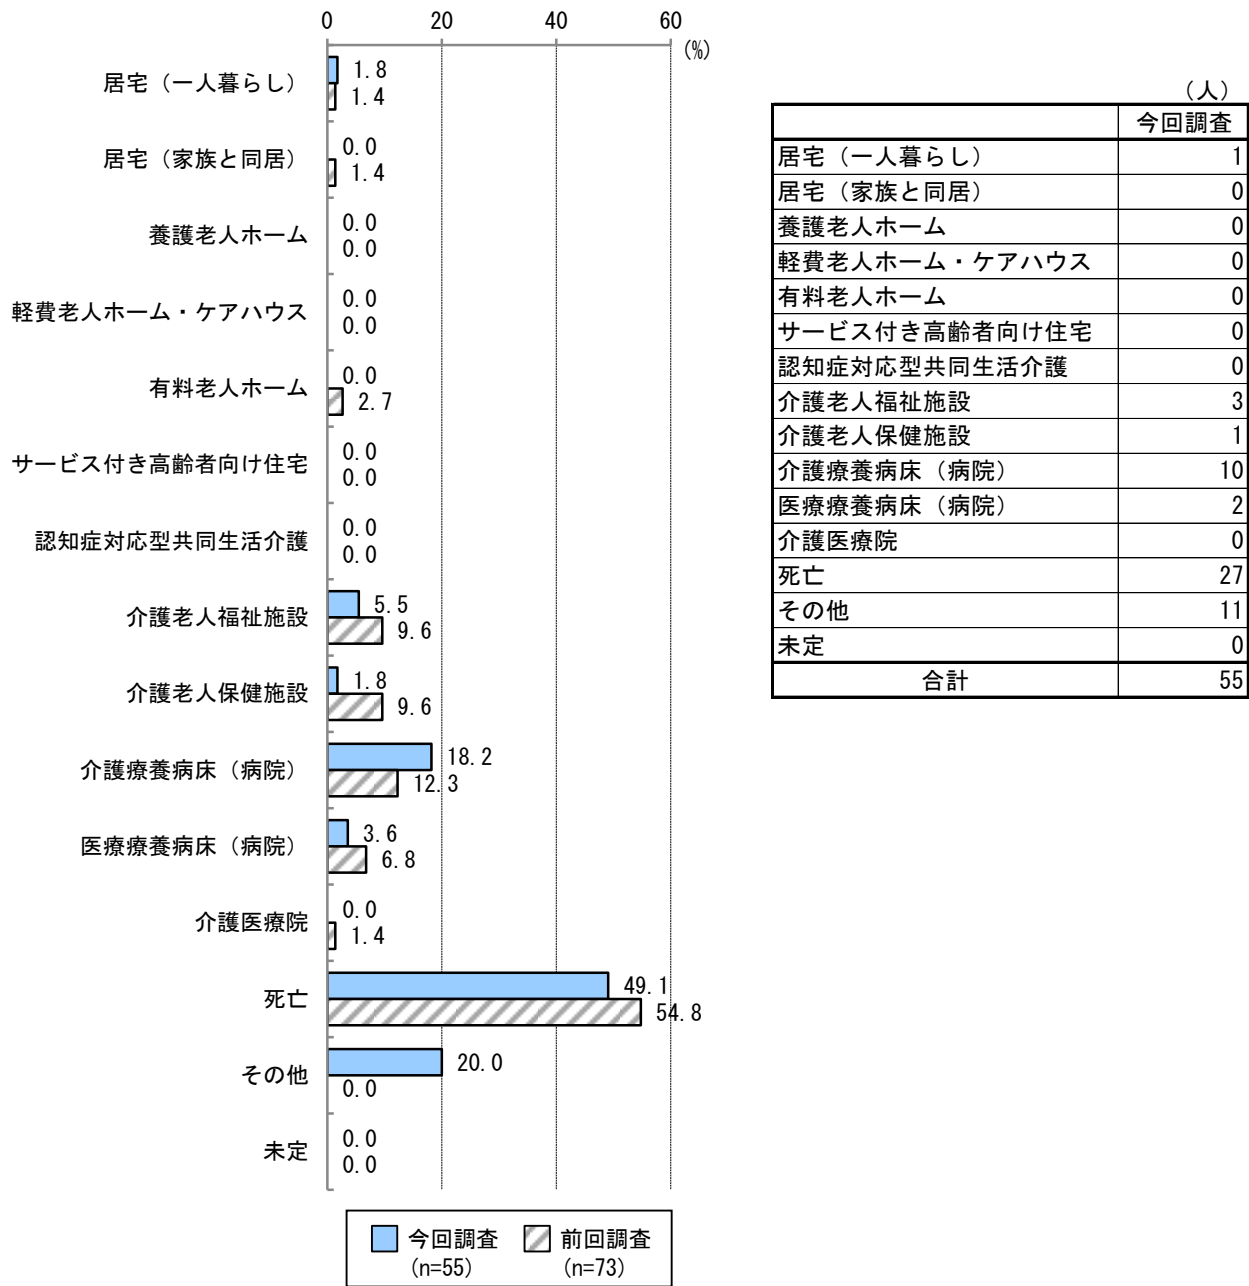 0 20 40 60
(%)
居宅（一人暮らし） 1.8
1.4
居宅（家族と同居） 0.0
1.4
養護老人ホーム 0.0
0.0
軽費老人ホーム・ケアハウス 0.0
0.0
有料老人ホーム 0.0
2.7
サービス付き高齢者向け住宅 0.0
0.0
認知症対応型共同生活介護 0.0
0.0
介護老人福祉施設 5.5
9.6
介護老人保健施設 1.8
9.6
介護療養病床（病院） 18.2
12.3
医療療養病床（病院） 3.6
6.8
介護医療院 0.0
1.4
死亡 49.1
54.8
その他 20.0
0.0
未定 0.0
0.0
今回調査 前回調査
(n=55) (n=73)
（人）
今回調査
居宅（一人暮らし） 1
居宅（家族と同居） 0
養護老人ホーム 0
軽費老人ホーム・ケアハウス 0
有料老人ホーム 0
サービス付き高齢者向け住宅 0
認知症対応型共同生活介護 0
介護老人福祉施設 3
介護老人保健施設 1
介護療養病床（病院） 10
医療療養病床（病院） 2
介護医療院 0
死亡 27
その他 11
未定 0
合計 55